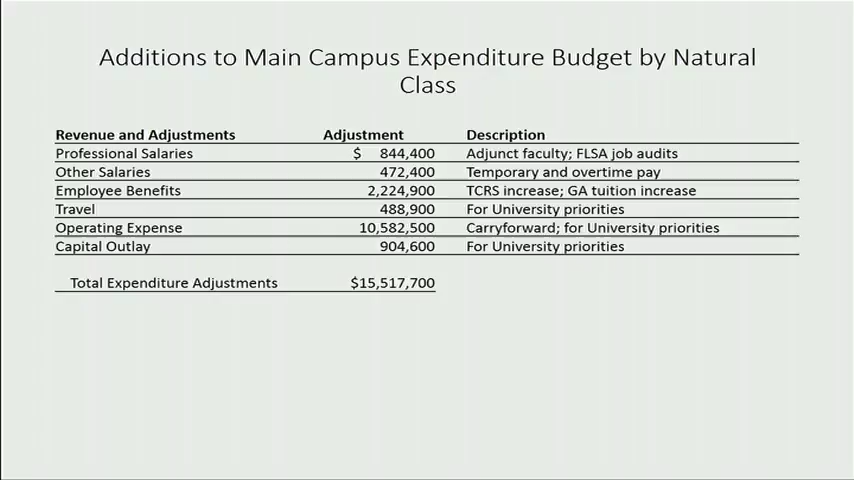 Additions to Main Campus Expenditure Budget by Natural
Class
Revenue and Adjustments Adjustment Description
Professional Salaries $ 844,400 Adjunct faculty; FLSA job audits
Other Salaries 472,400 Temporary and overtime pay
Employee Benefits 2,224,900 TCRS increase; GA tuition increase
Travel 488,900 For University priorities
Operating Expense 10,582,500 Carryforward; for University priorities
Capital Outlay 904,600 For University priorities
Total Expenditure Adjustments $15,517,700